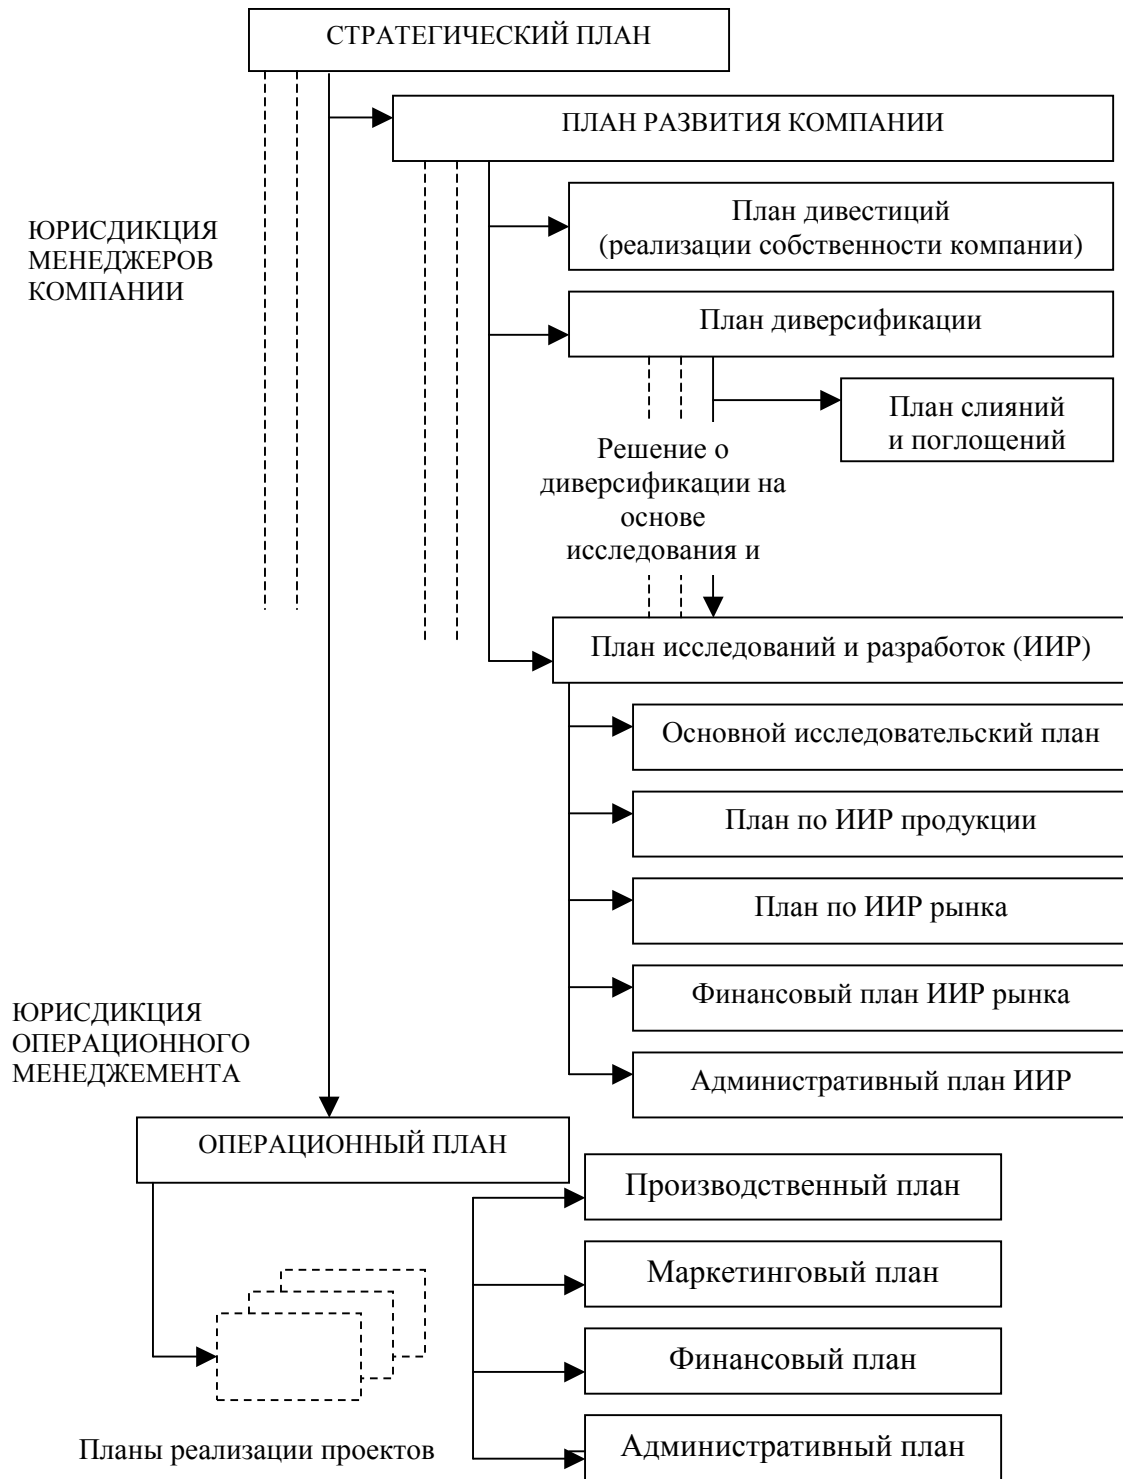 СТРАТЕГИЧЕСКИЙ ПЛАН
ПЛАН РАЗВИТИЯ КОМПАНИИ
План дивестиций
(реализации собственности компании)
ЮРИСДИКЦИЯ
МЕНЕДЖЕРОВ
КОМПАНИИ
План диверсификации
План слияний
и поглощений
Решение о
диверсификации на
основе
исследования и
План исследований и разработок (ИИР)
Основной исследовательский план
План по ИИР продукции
План по ИИР рынка
Финансовый план ИИР рынка
Административный план ИИР
ЮРИСДИКЦИЯ
ОПЕРАЦИОННОГО
МЕНЕДЖЕМЕНТА
ОПЕРАЦИОННЫЙ ПЛАН
Производственный план
Маркетинговый план
Финансовый план
Административный план
Планы реализации проектов